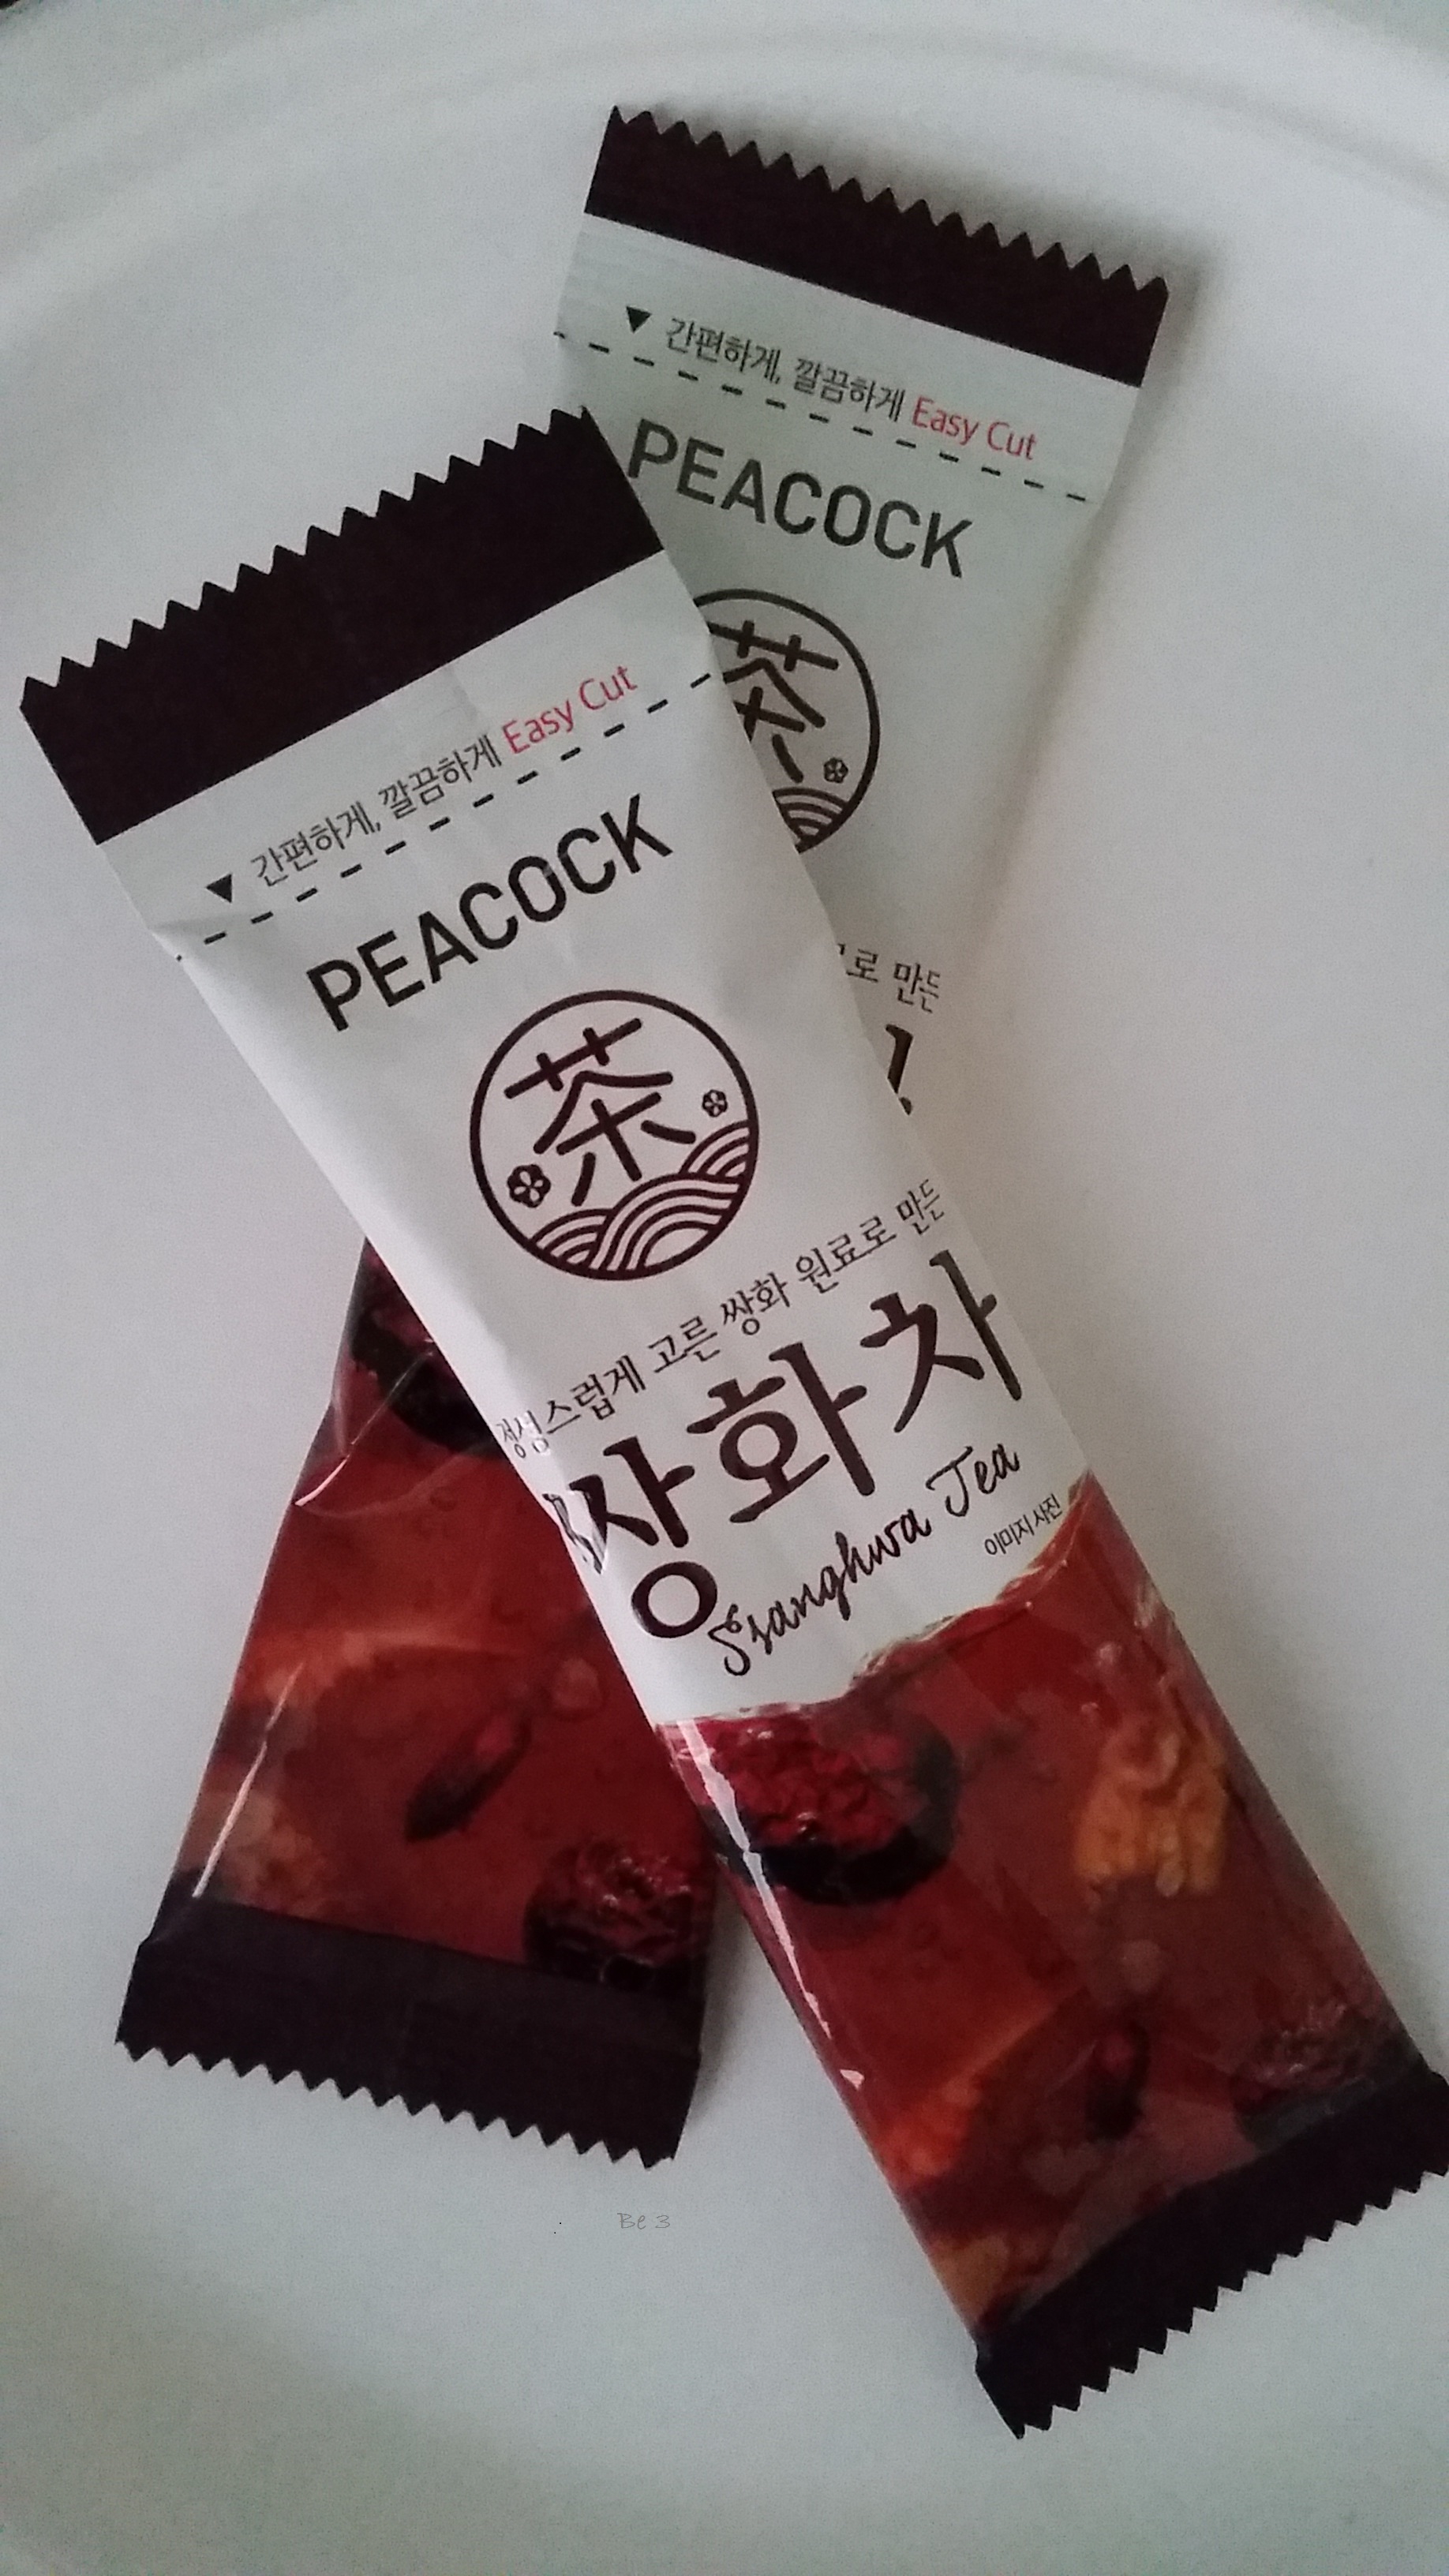 간편하게, 깔끔하게 Easy Cut
PEACOCK
茶
로 만든
간편하게, 깔끔하게 Easy Cut
PEACOCK
茶
정성스럽게 고른 쌍화 원료로 만든
쌍화차
Ssanghwa Tea
이미지 사진
Be 3